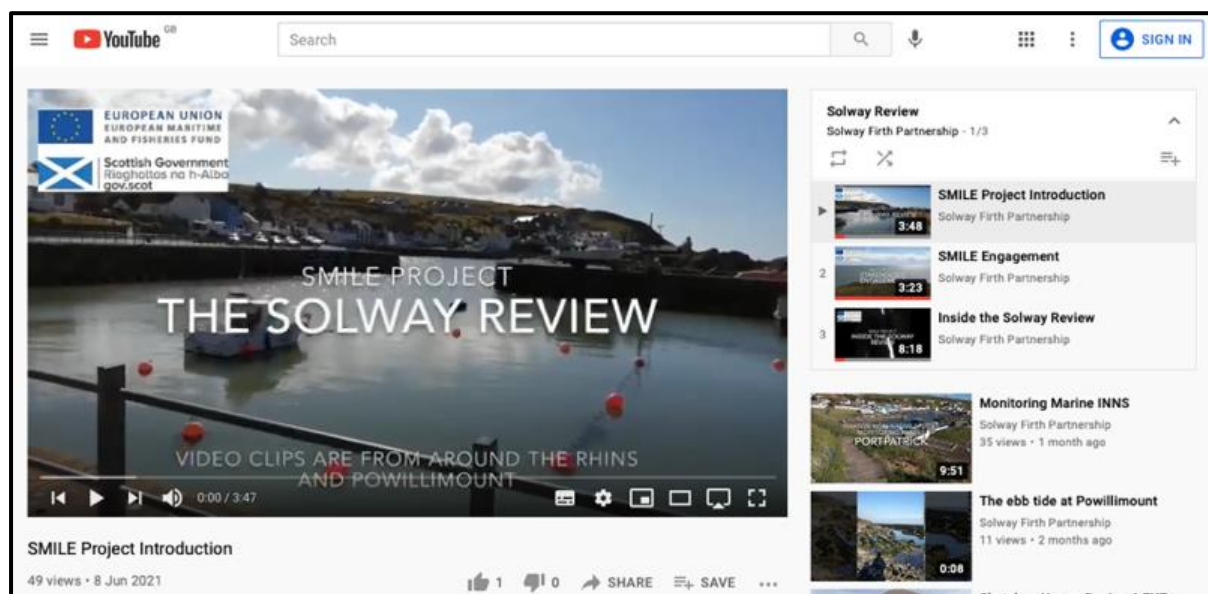 YouTube GB
Search
SIGN IN
EUROPEAN UNION
EUROPEAN MARITIME
AND FISHERIES FUND
Scottish Government
Riaghaltas na h-Alba
gov.scot
SMILE PROJECT
THE SOLWAY REVIEW
VIDEO CLIPS ARE FROM AROUND THE RHINS
AND POWILLIMOUNT
0:00 / 3:47
SMILE Project Introduction
49 views • 8 Jun 2021
1
0
SHARE
SAVE
Solway Review
Solway Firth Partnership - 1/3
SMILE Project Introduction
Solway Firth Partnership
3:48
2
SMILE Engagement
Solway Firth Partnership
3:23
3
Inside the Solway Review
Solway Firth Partnership
INSIDE THE SOLWAY
REVIEW
8:18
Monitoring Marine INNS
Solway Firth Partnership
35 views • 1 month ago
PORTPATRICK
9:51
The ebb tide at Powillimount
Solway Firth Partnership
11 views • 2 months ago
0:08